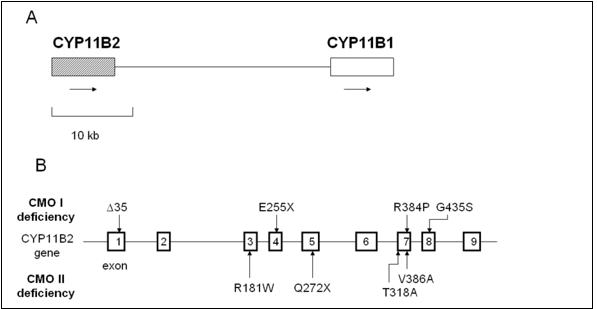 A
CYP11B2 CYP11B1
10 kb
B
CMO I deficiency
Δ35 E255X R384P G435S
CYP11B2 gene
1 2 3 4 5 6 7 8 9
exon
CMO II deficiency
R181W Q272X T318A V386A